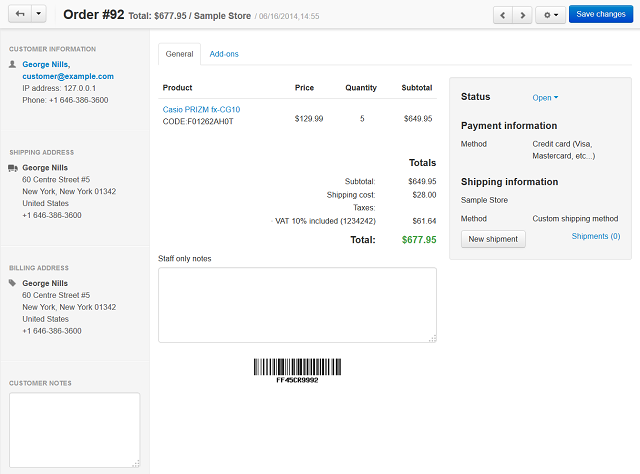 Order #92 Total: $677.95 / Sample Store / 06/16/2014,14:55
Save changes
CUSTOMER INFORMATION
George Nills,
customer@example.com
IP address: 127.0.0.1
Phone: +1 646-386-3600
SHIPPING ADDRESS
George Nills
60 Centre Street #5
New York, New York 01342
United States
+1 646-386-3600
BILLING ADDRESS
George Nills
60 Centre Street #5
New York, New York 01342
United States
+1 646-386-3600
CUSTOMER NOTES
General Add-ons
Product Price Quantity Subtotal
Casio PRIZM fx-CG10
CODE:F01262AH0T
$129.99 5 $649.95
Totals
Subtotal: $649.95
Shipping cost: $28.00
Taxes:
· VAT 10% included (1234242) $61.64
Total: $677.95
Staff only notes
FF45CR9992
Status Open
Payment information
Method Credit card (Visa,
Mastercard, etc...)
Shipping information
Sample Store
Method Custom shipping method
New shipment Shipments (0)